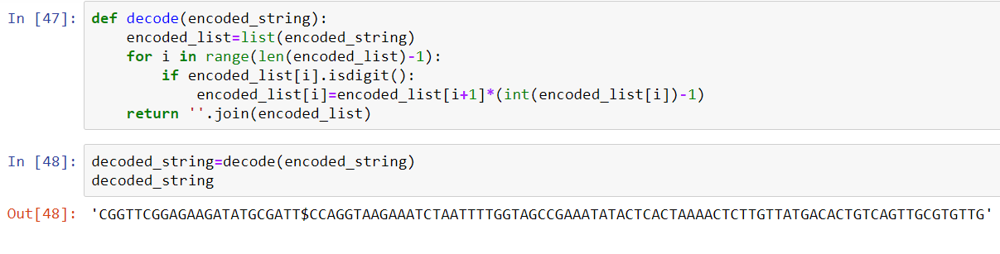 In [47]: def decode(encoded_string):
    encoded_list=list(encoded_string)
    for i in range(len(encoded_list)-1):
        if encoded_list[i].isdigit():
            encoded_list[i]=encoded_list[i+1]*(int(encoded_list[i])-1)
    return ''.join(encoded_list)
In [48]: decoded_string=decode(encoded_string)
decoded_string
Out[48]: 'CGGTTCGGAGAAGATATGCGATT$CCAGGTAAGAAATCTAATTTTGGTAGCCGAAATATACTCACTAAAACTCTTGTTATGACACTGTCAGTTGCGTGTTG'